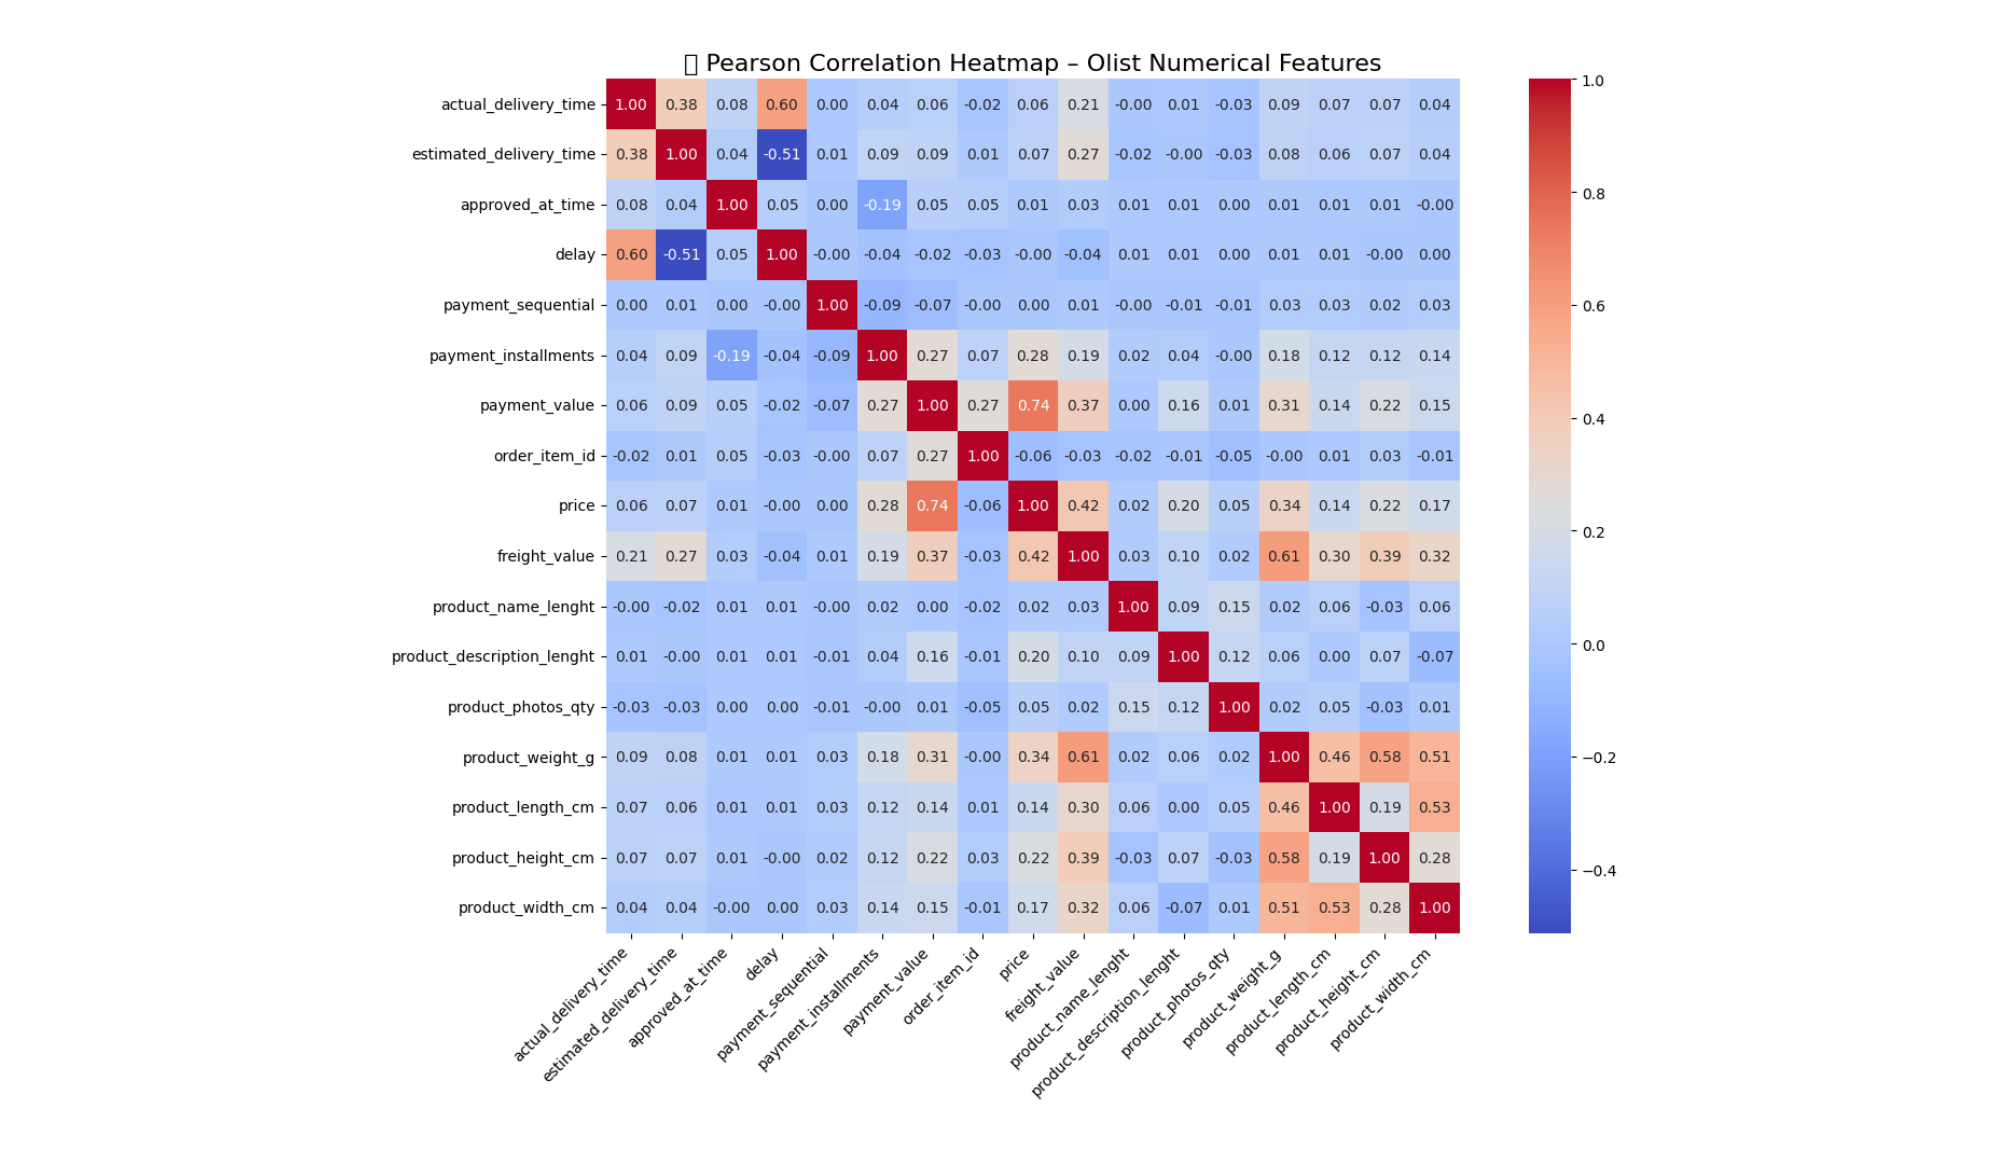 ▯ Pearson Correlation Heatmap – Olist Numerical Features
actual_delivery_time 1.00 0.38 0.08 0.60 0.00 0.04 0.06 -0.02 0.06 0.21 -0.00 0.01 -0.03 0.09 0.07 0.07 0.04
estimated_delivery_time 0.38 1.00 0.04 -0.51 0.01 0.09 0.09 0.01 0.07 0.27 -0.02 -0.00 -0.03 0.08 0.06 0.07 0.04
approved_at_time 0.08 0.04 1.00 0.05 0.00 -0.19 0.05 0.05 0.01 0.03 0.01 0.01 0.00 0.01 0.01 0.01 -0.00
delay 0.60 -0.51 0.05 1.00 -0.00 -0.04 -0.02 -0.03 -0.00 -0.04 0.01 0.01 0.00 0.01 0.01 -0.00 0.00
payment_sequential 0.00 0.01 0.00 -0.00 1.00 -0.09 -0.07 -0.00 0.00 0.01 -0.00 -0.01 -0.01 0.03 0.03 0.02 0.03
payment_installments 0.04 0.09 -0.19 -0.04 -0.09 1.00 0.27 0.07 0.28 0.19 0.02 0.04 -0.00 0.18 0.12 0.12 0.14
payment_value 0.06 0.09 0.05 -0.02 -0.07 0.27 1.00 0.27 0.74 0.37 0.00 0.16 0.01 0.31 0.14 0.22 0.15
order_item_id -0.02 0.01 0.05 -0.03 -0.00 0.07 0.27 1.00 -0.06 -0.03 -0.02 -0.01 -0.05 -0.00 0.01 0.03 -0.01
price 0.06 0.07 0.01 -0.00 0.00 0.28 0.74 -0.06 1.00 0.42 0.02 0.20 0.05 0.34 0.14 0.22 0.17
freight_value 0.21 0.27 0.03 -0.04 0.01 0.19 0.37 -0.03 0.42 1.00 0.03 0.10 0.02 0.61 0.30 0.39 0.32
product_name_lenght -0.00 -0.02 0.01 0.01 -0.00 0.02 0.00 -0.02 0.02 0.03 1.00 0.09 0.15 0.02 0.06 -0.03 0.06
product_description_lenght 0.01 -0.00 0.01 0.01 -0.01 0.04 0.16 -0.01 0.20 0.10 0.09 1.00 0.12 0.06 0.00 0.07 -0.07
product_photos_qty -0.03 -0.03 0.00 0.00 -0.01 -0.00 0.01 -0.05 0.05 0.02 0.15 0.12 1.00 0.02 0.05 -0.03 0.01
product_weight_g 0.09 0.08 0.01 0.01 0.03 0.18 0.31 -0.00 0.34 0.61 0.02 0.06 0.02 1.00 0.46 0.58 0.51
product_length_cm 0.07 0.06 0.01 0.01 0.03 0.12 0.14 0.01 0.14 0.30 0.06 0.00 0.05 0.46 1.00 0.19 0.53
product_height_cm 0.07 0.07 0.01 -0.00 0.02 0.12 0.22 0.03 0.22 0.39 -0.03 0.07 -0.03 0.58 0.19 1.00 0.28
product_width_cm 0.04 0.04 -0.00 0.00 0.03 0.14 0.15 -0.01 0.17 0.32 0.06 -0.07 0.01 0.51 0.53 0.28 1.00
actual_delivery_time
estimated_delivery_time
approved_at_time
delay
payment_sequential
payment_installments
payment_value
order_item_id
price
freight_value
product_name_lenght
product_description_lenght
product_photos_qty
product_weight_g
product_length_cm
product_height_cm
product_width_cm
1.0
0.8
0.6
0.4
0.2
0.0
−0.2
−0.4